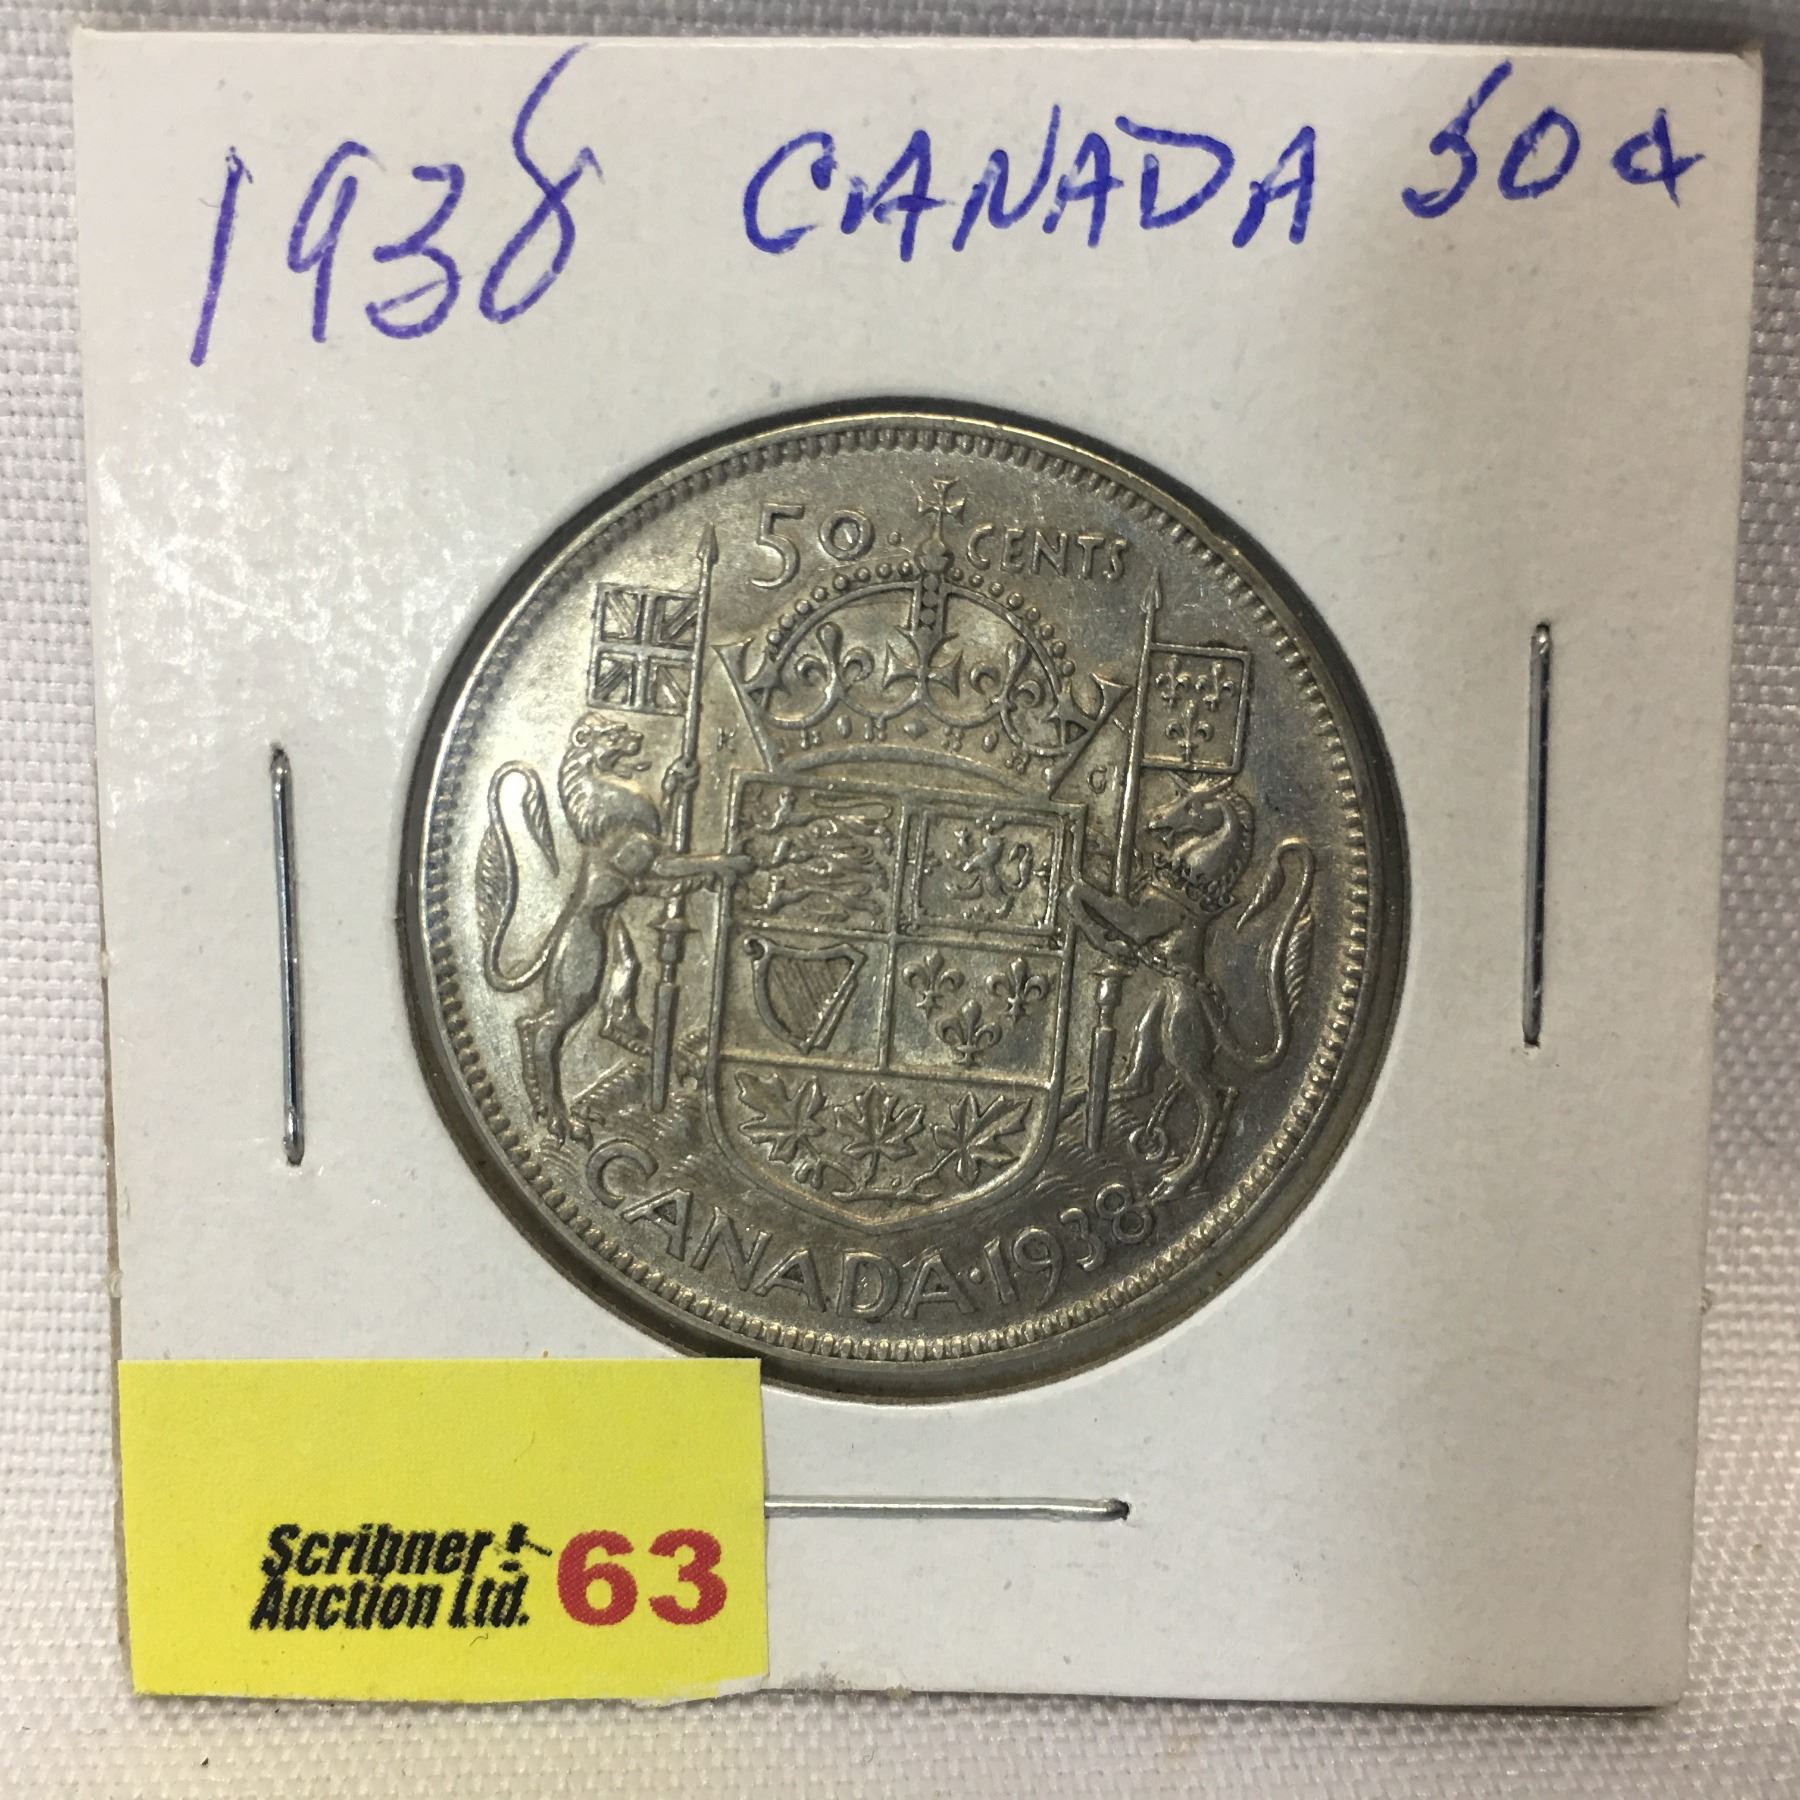 1938 CANADA 50¢
50 · CENTS
K G
CANADA · 1938
Scribner
Auction Ltd. 63